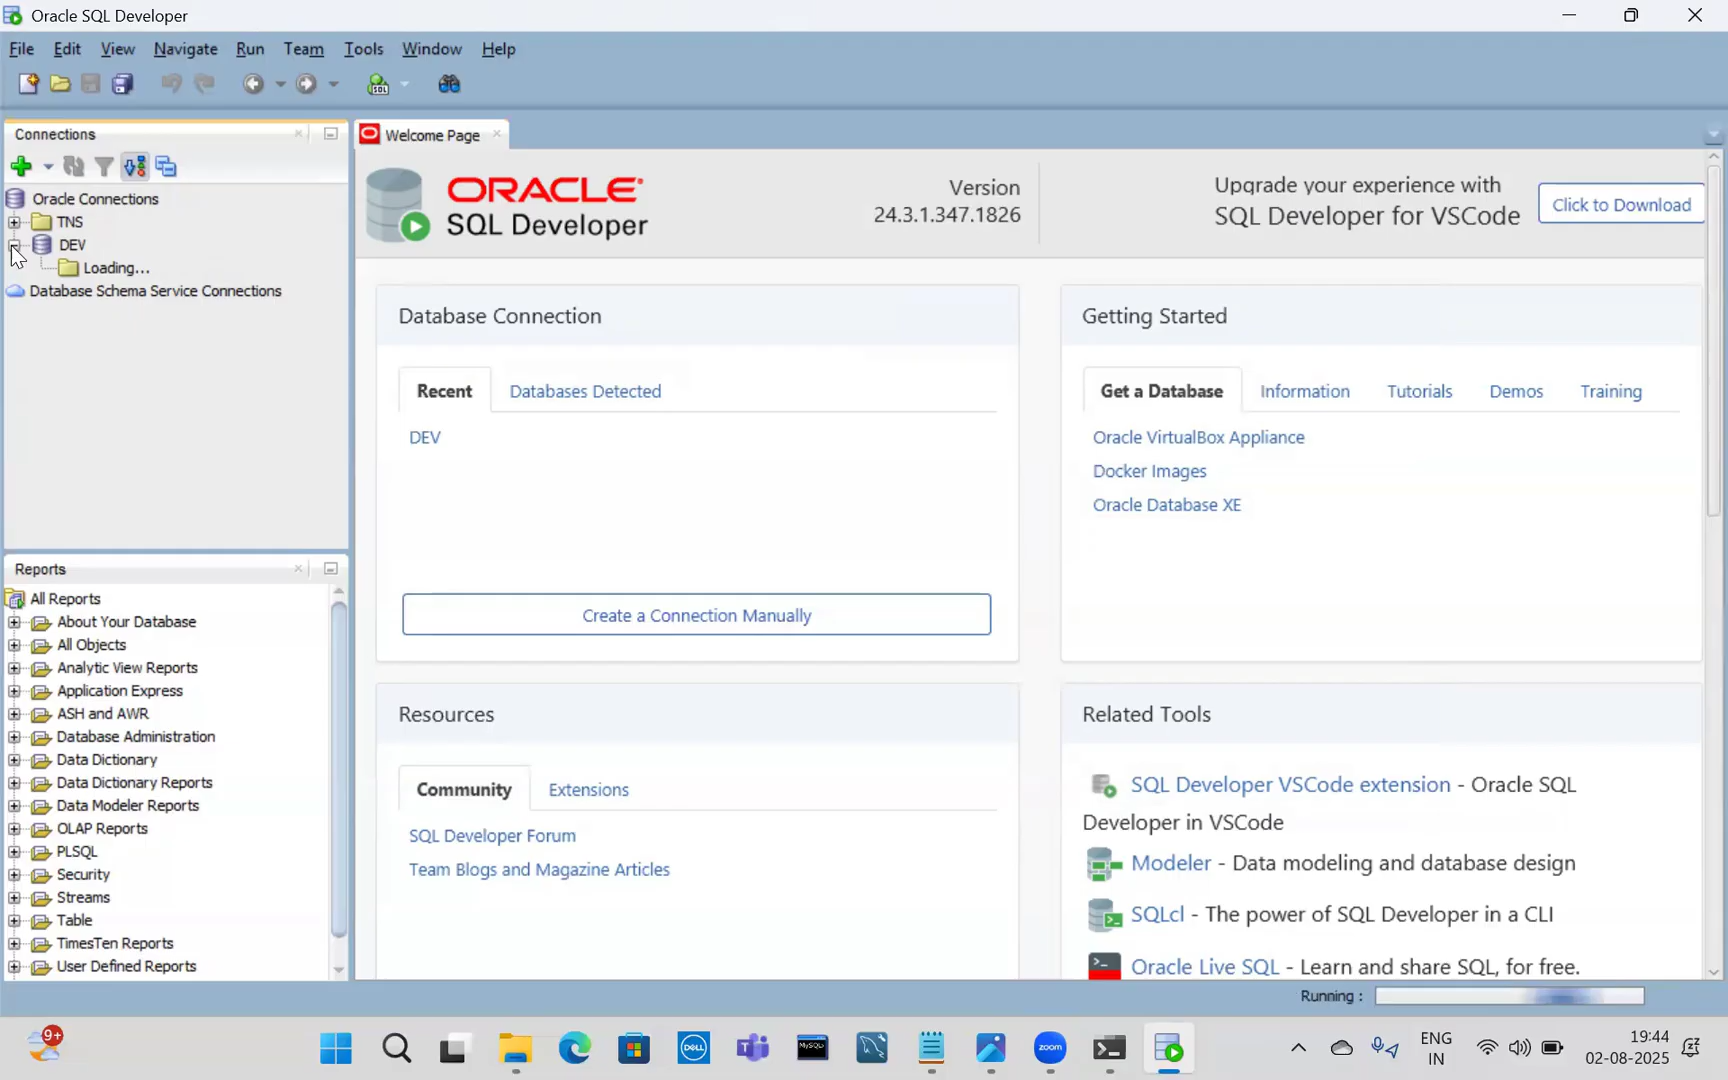 Oracle SQL Developer
File Edit View Navigate Run Team Tools Window Help
SQL
Connections
Oracle Connections
TNS
DEV
Loading...
Database Schema Service Connections
Reports
All Reports
About Your Database
All Objects
Analytic View Reports
Application Express
ASH and AWR
Database Administration
Data Dictionary
Data Dictionary Reports
Data Modeler Reports
OLAP Reports
PLSQL
Security
Streams
Table
TimesTen Reports
User Defined Reports
Welcome Page
ORACLE
SQL Developer
Version
24.3.1.347.1826
Upgrade your experience with
SQL Developer for VSCode
Click to Download
Database Connection
Recent Databases Detected
DEV
Create a Connection Manually
Getting Started
Get a Database Information Tutorials Demos Training
Oracle VirtualBox Appliance
Docker Images
Oracle Database XE
Resources
Community Extensions
SQL Developer Forum
Team Blogs and Magazine Articles
Related Tools
SQL Developer VSCode extension - Oracle SQL
Developer in VSCode
Modeler - Data modeling and database design
SQLcl - The power of SQL Developer in a CLI
Oracle Live SQL - Learn and share SQL, for free.
Running :
9+
DELL
MySQL
zoom
ENG
IN
19:44
02-08-2025